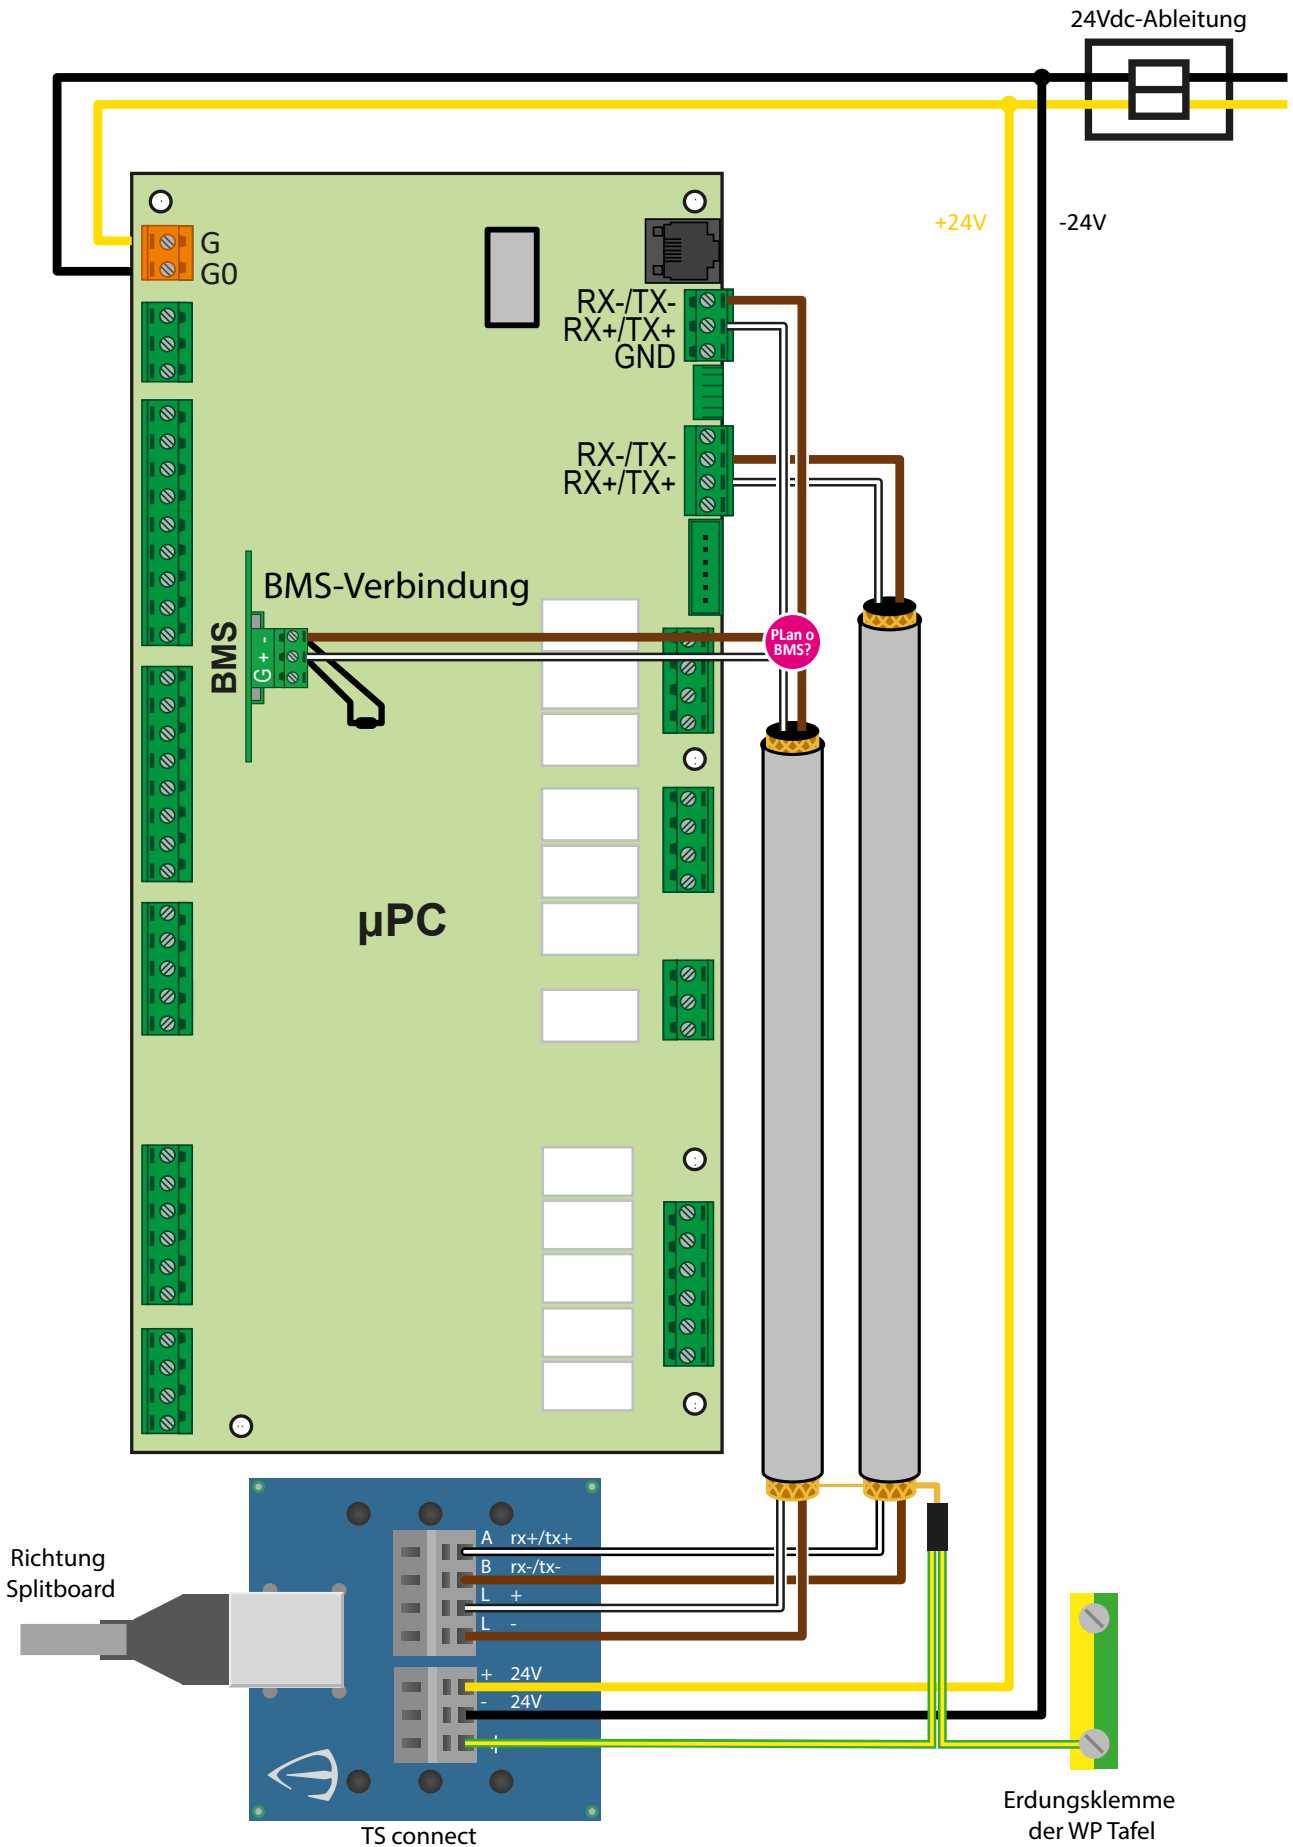 24Vdc-Ableitung
+24V
-24V
G
G0
RX-/TX-
RX+/TX+
GND
RX-/TX-
RX+/TX+
BMS-Verbindung
BMS
G + -
PLan o
BMS?
µPC
A rx+/tx+
B rx-/tx-
L +
L -
+ 24V
- 24V
Richtung
Splitboard
TS connect
Erdungsklemme
der WP Tafel